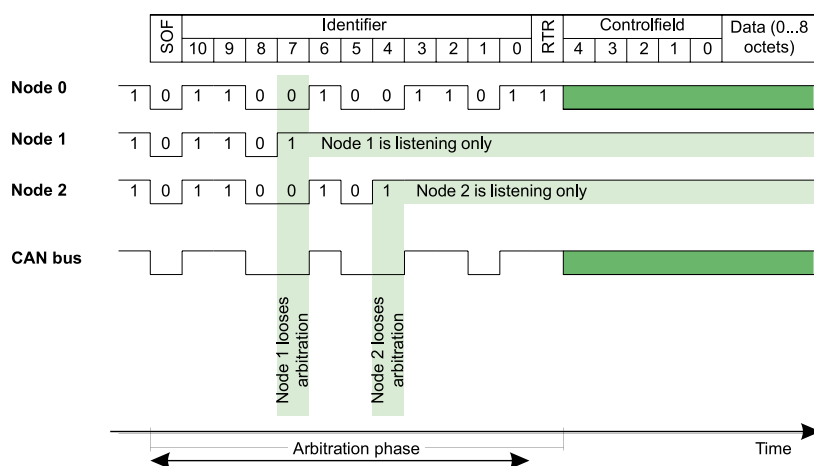 SOF Identifier RTR Controlfield Data (0...8 octets)
10 9 8 7 6 5 4 3 2 1 0 4 3 2 1 0
Node 0
1 0 1 1 0 0 1 0 0 1 1 0 1 1
Node 1
1 0 1 1 0 1 Node 1 is listening only
Node 2
1 0 1 1 0 0 1 0 1 Node 2 is listening only
CAN bus
Node 1 looses
arbitration
Node 2 looses
arbitration
Arbitration phase
Time